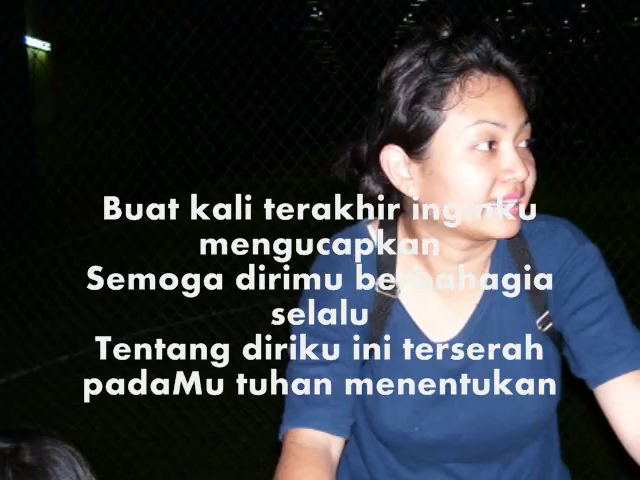 Buat kali terakhir inginku
mengucapkan
Semoga dirimu berbahagia
selalu
Tentang diriku ini terserah
padaMu tuhan menentukan